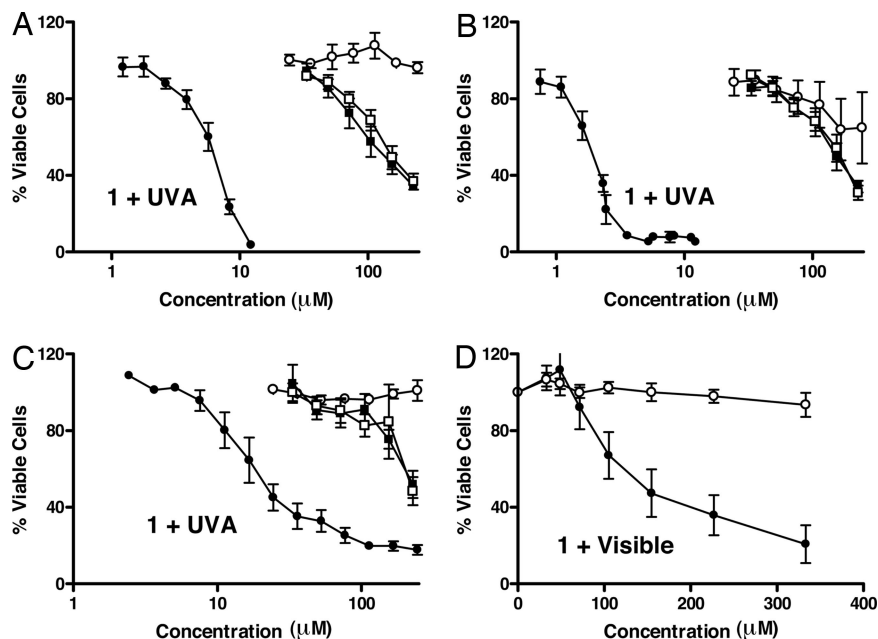 A
120
80
40
0
% Viable Cells
1 + UVA
1
10
100
Concentration (μM)
B
120
80
40
0
% Viable Cells
1 + UVA
1
10
100
Concentration (μM)
C
120
80
40
0
% Viable Cells
1 + UVA
1
10
100
Concentration (μM)
D
120
80
40
0
% Viable Cells
1 + Visible
0
100
200
300
400
Concentration (μM)